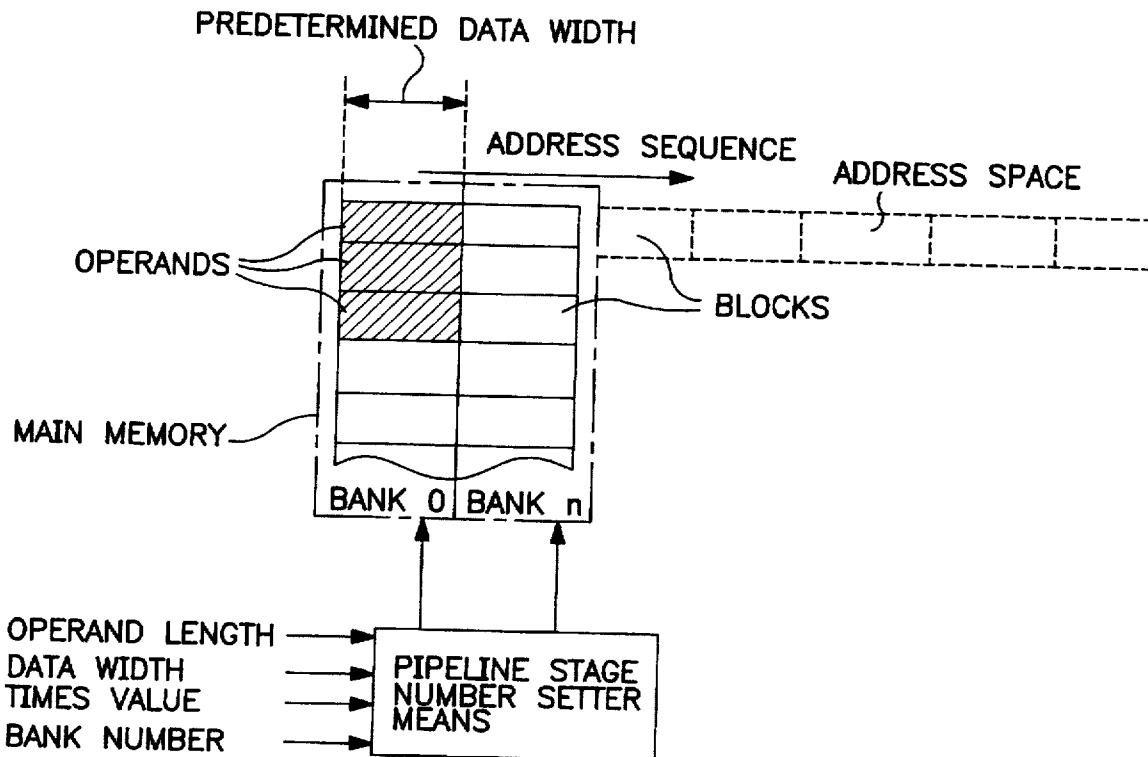 PREDETERMINED DATA WIDTH
ADDRESS SEQUENCE
ADDRESS SPACE
OPERANDS
BLOCKS
MAIN MEMORY
BANK 0
BANK n
OPERAND LENGTH
DATA WIDTH
TIMES VALUE
BANK NUMBER
PIPELINE STAGE
NUMBER SETTER
MEANS